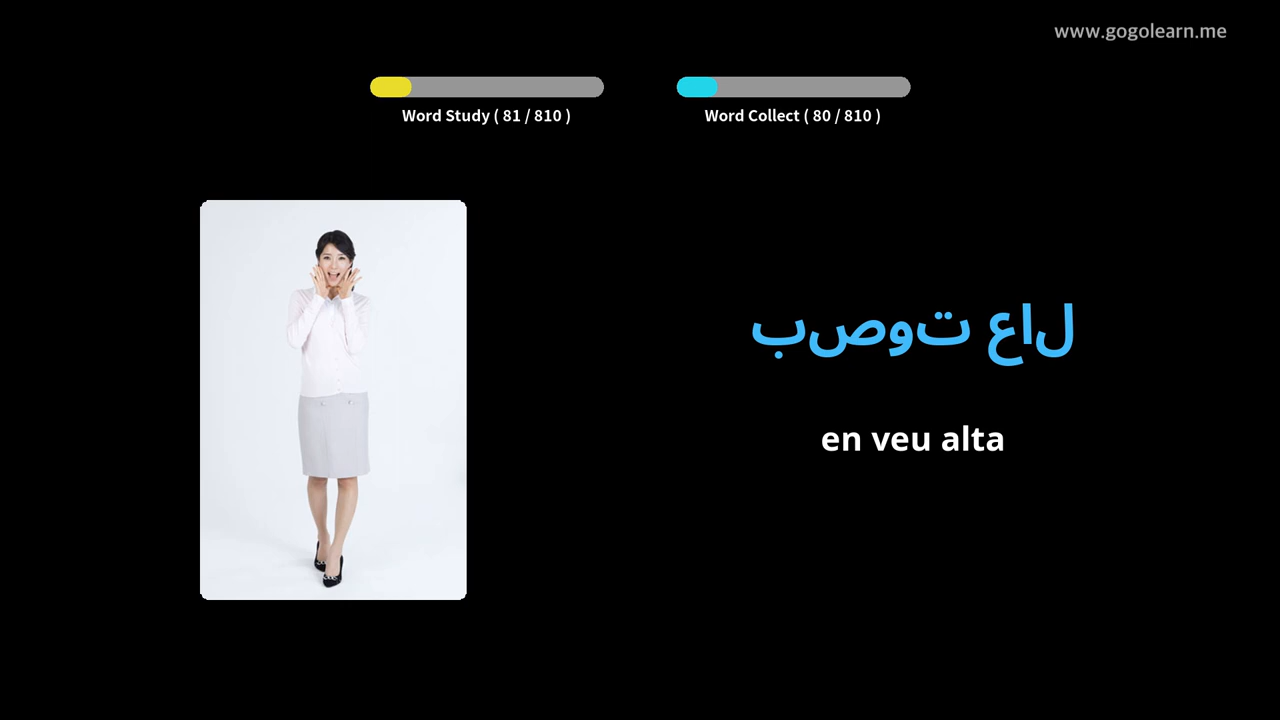 www.gogolearn.me
Word Study ( 81 / 810 )
Word Collect ( 80 / 810 )
بصوت عال
en veu alta